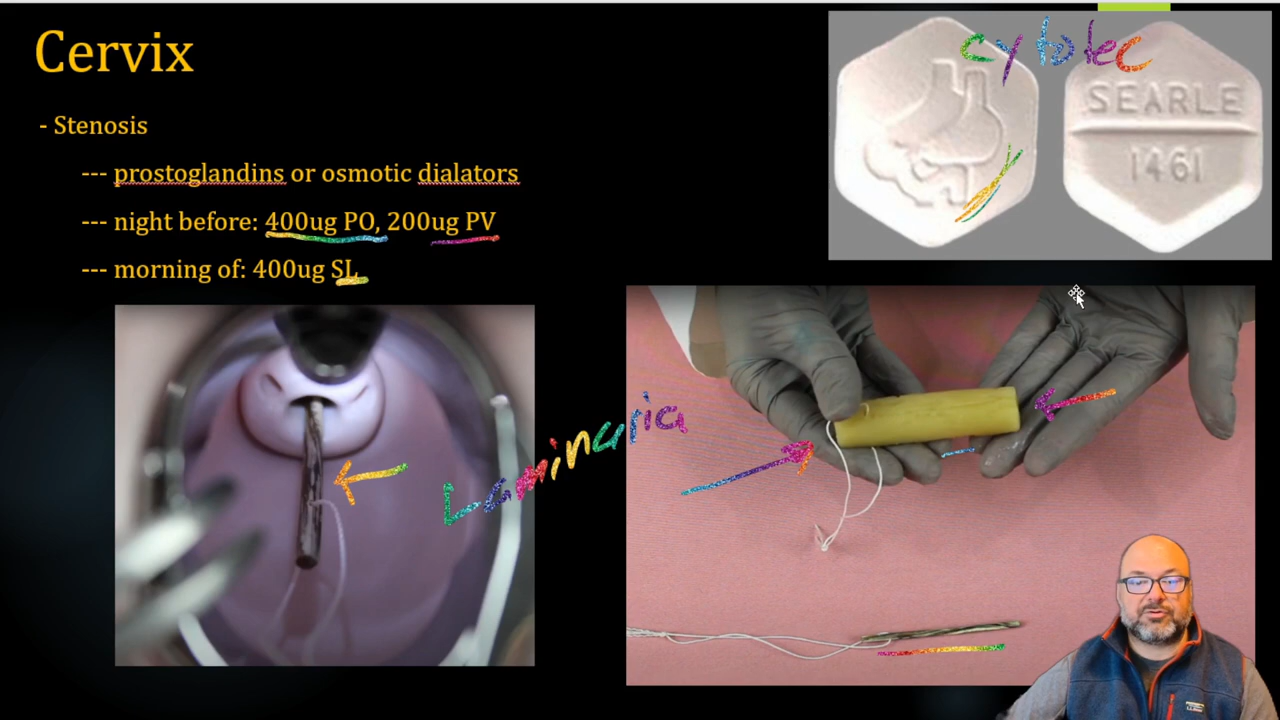 Cervix
- Stenosis
--- prostoglandins or osmotic dialators
--- night before: 400ug PO, 200ug PV
--- morning of: 400ug SL
cytotec
SEARLE
1461
Laminaria